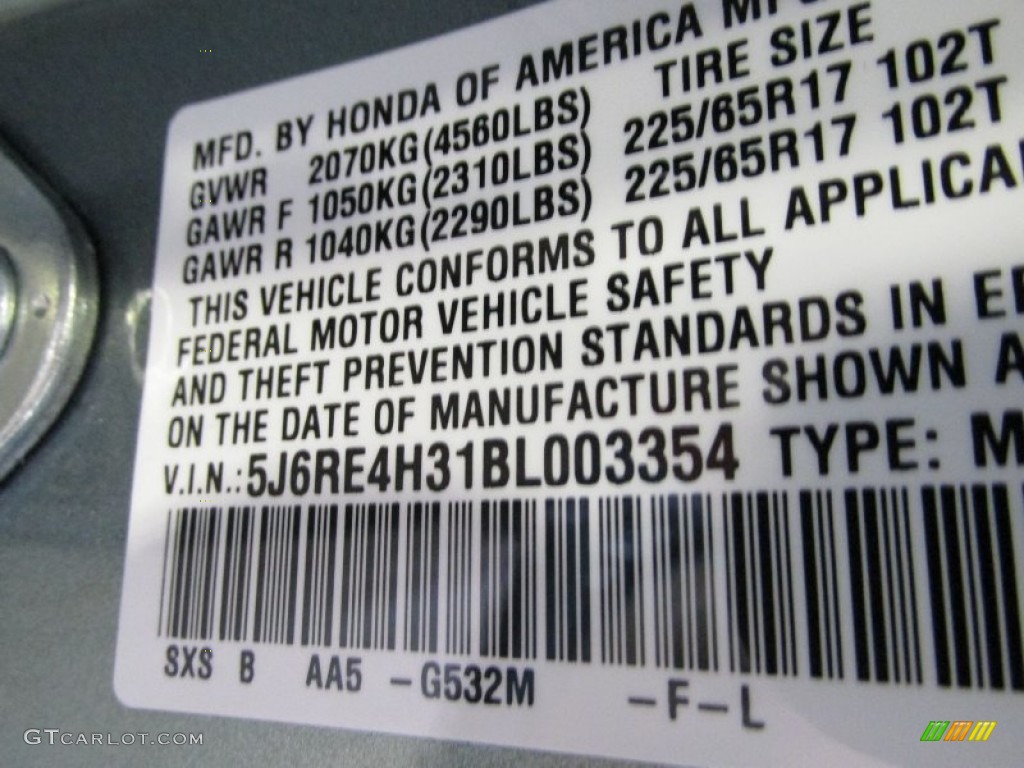 MFD. BY HONDA OF AMERICA
TIRE SIZE
GVWR 2070KG(4560LBS)
GAWR F 1050KG(2310LBS) 225/65R17 102T
GAWR R 1040KG(2290LBS) 225/65R17 102T
THIS VEHICLE CONFORMS TO ALL
FEDERAL MOTOR VEHICLE SAFETY
AND THEFT PREVENTION STANDARDS IN
ON THE DATE OF MANUFACTURE SHOWN
V.I.N.:5J6RE4H31BL003354 TYPE:
SXS B AA5 -G532M -F-L
GTCARLOT.COM